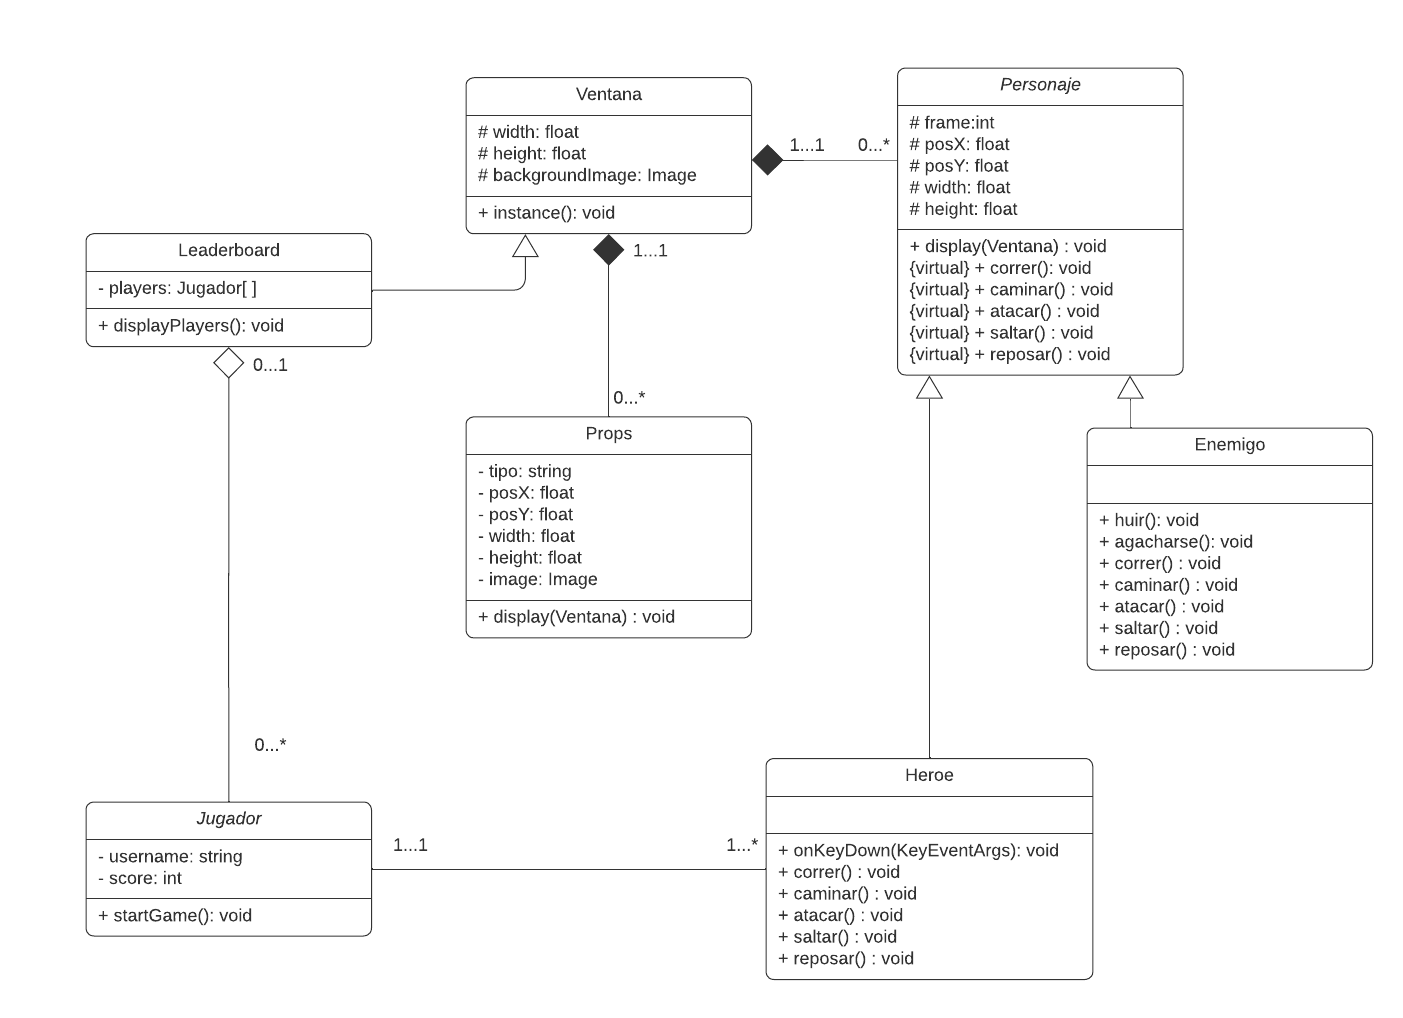 Ventana
# width: float
# height: float
# backgroundImage: Image
+ instance(): void
1...1
0...*
Personaje
# frame:int
# posX: float
# posY: float
# width: float
# height: float
+ display(Ventana) : void
{virtual} + correr(): void
{virtual} + caminar() : void
{virtual} + atacar() : void
{virtual} + saltar() : void
{virtual} + reposar() : void
Leaderboard
- players: Jugador[ ]
+ displayPlayers(): void
0...1
1...1
0...*
Props
- tipo: string
- posX: float
- posY: float
- width: float
- height: float
- image: Image
+ display(Ventana) : void
Enemigo
+ huir(): void
+ agacharse(): void
+ correr() : void
+ caminar() : void
+ atacar() : void
+ saltar() : void
+ reposar() : void
0...*
Jugador
- username: string
- score: int
+ startGame(): void
1...1
1...*
Heroe
+ onKeyDown(KeyEventArgs): void
+ correr() : void
+ caminar() : void
+ atacar() : void
+ saltar() : void
+ reposar() : void